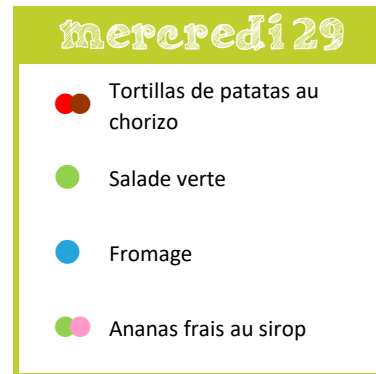 mercredi 29
Tortillas de patatas au
chorizo
Salade verte
Fromage
Ananas frais au sirop